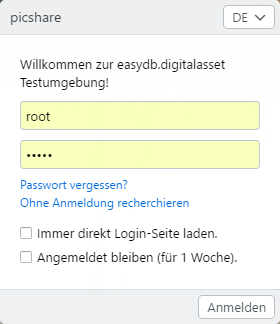 picshare
DE
Willkommen zur easydb.digitalasset
Testumgebung!
root
•••••
Passwort vergessen?
Ohne Anmeldung recherchieren
Immer direkt Login-Seite laden.
Angemeldet bleiben (für 1 Woche).
Anmelden